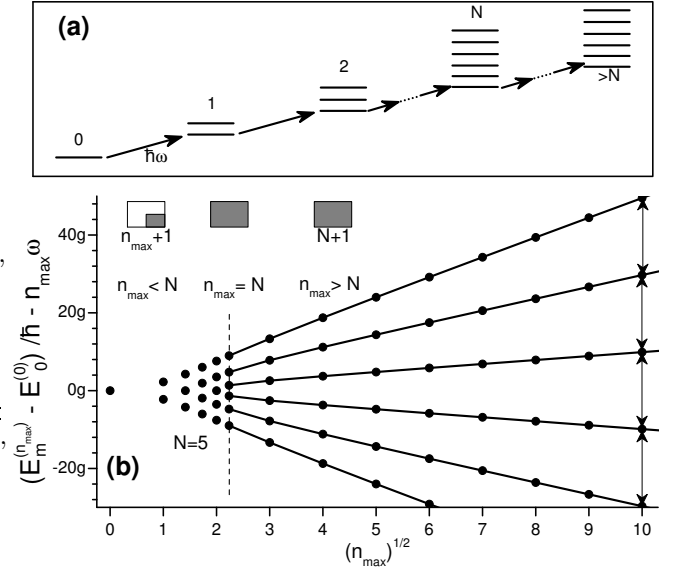 (a)
0
1
2
N
>N
ħω
40g
20g
0g
-20g
(E_m^(n_max) - E_0^(0)) /ħ - n_max ω
n_max+1
N+1
n_max < N
n_max = N
n_max > N
N=5
(b)
0 1 2 3 4 5 6 7 8 9 10
(n_max)^1/2